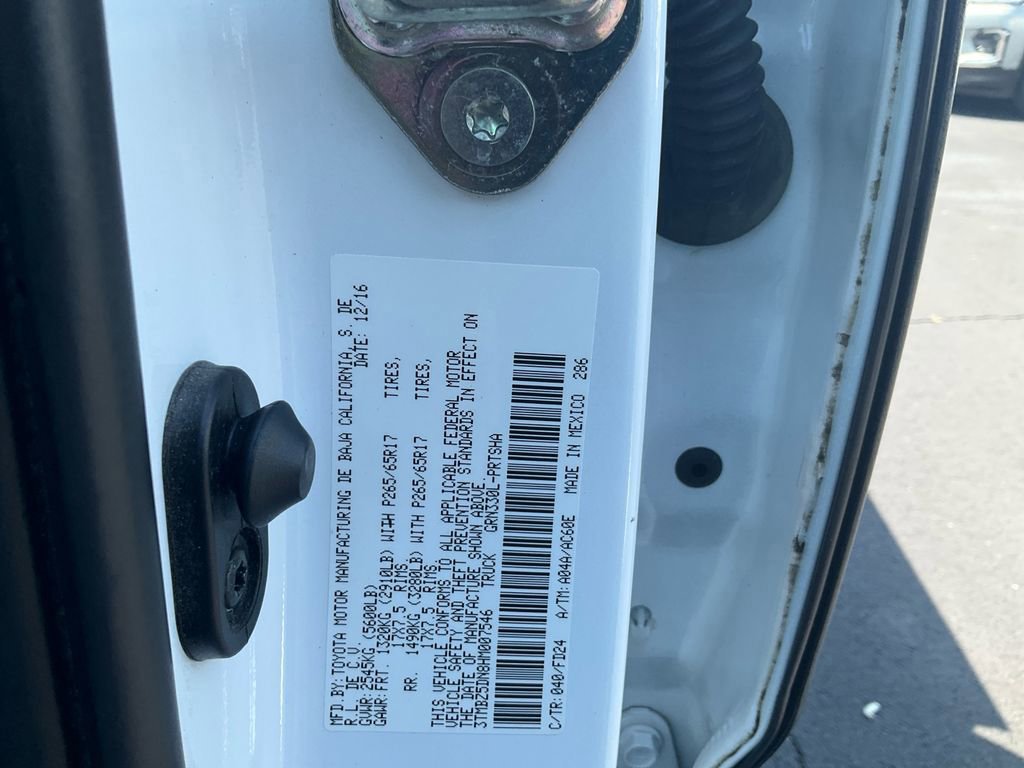 MFD.BY:TOYOTA MOTOR MANUFACTURING DE BAJA CALIFORNIA, S. DE
R.L. DE C.V. DATE: 12/16
GVWR:2545KG(5600LB)
GAWR:FRT. 1320KG (2910LB) WITH P265/65R17 TIRES,
17X7.5 RIMS,
RR. 1490KG (3280LB) WITH P265/65R17 TIRES,
17X7.5 RIMS.
THIS VEHICLE CONFORMS TO ALL APPLICABLE FEDERAL MOTOR
VEHICLE SAFETY AND THEFT PREVENTION STANDARDS IN EFFECT ON
THE DATE OF MANUFACTURE SHOWN ABOVE.
3TMBZ5DN8HM007546 TRUCK GRN330L-PRTSHA
C/TR:040/FD24 A/TM:A04A/AC60E MADE IN MEXICO 286